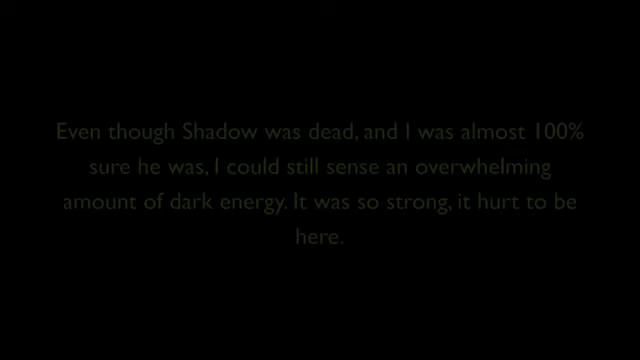 Even though Shadow was dead, and I was almost 100%
sure he was, I could still sense an overwhelming
amount of dark energy. It was so strong, it hurt to be
here.